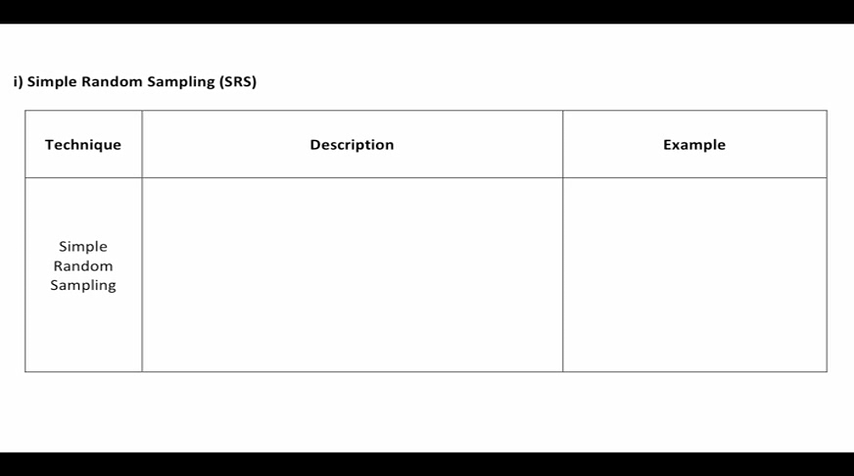 i) Simple Random Sampling (SRS)
Technique
Description
Example
Simple
Random
Sampling